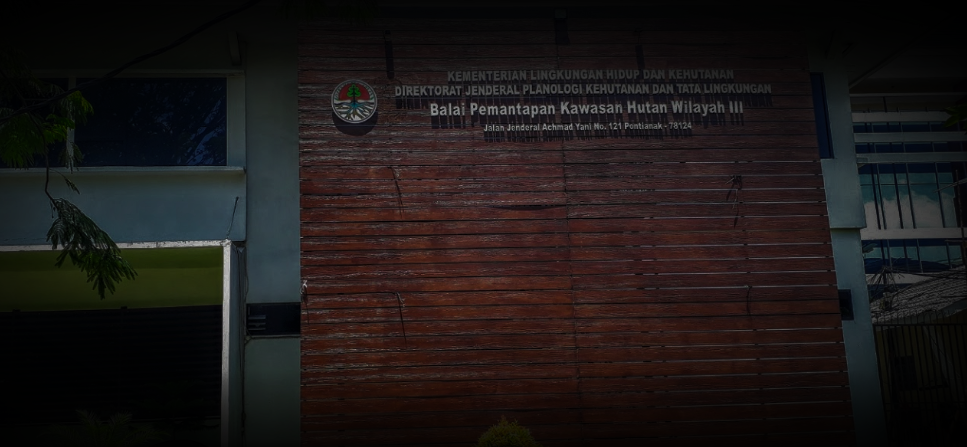 KEMENTERIAN LINGKUNGAN HIDUP DAN KEHUTANAN
DIREKTORAT JENDERAL PLANOLOGI KEHUTANAN DAN TATA LINGKUNGAN
Balai Pemantapan Kawasan Hutan Wilayah III
Jalan Jenderal Achmad Yani No. 121 Pontianak - 78124